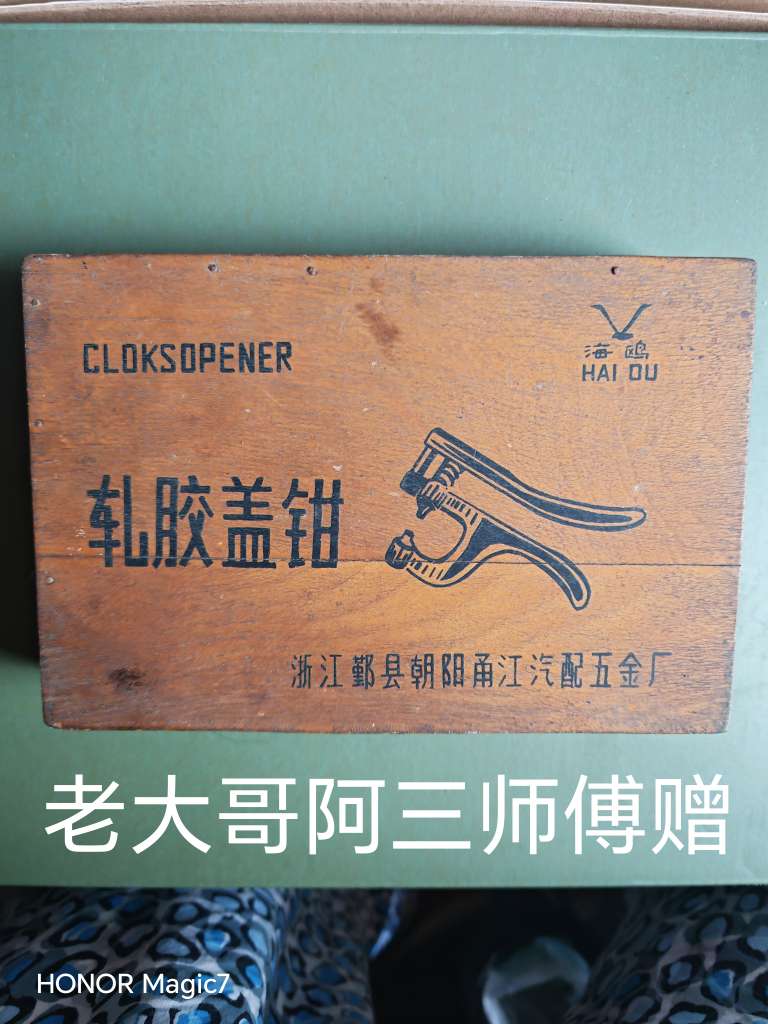 CLOKSOPENER
海鸥
HAI OU
轧胶盖钳
浙江鄞县朝阳甬江汽配五金厂
老大哥阿三师傅赠
HONOR Magic7